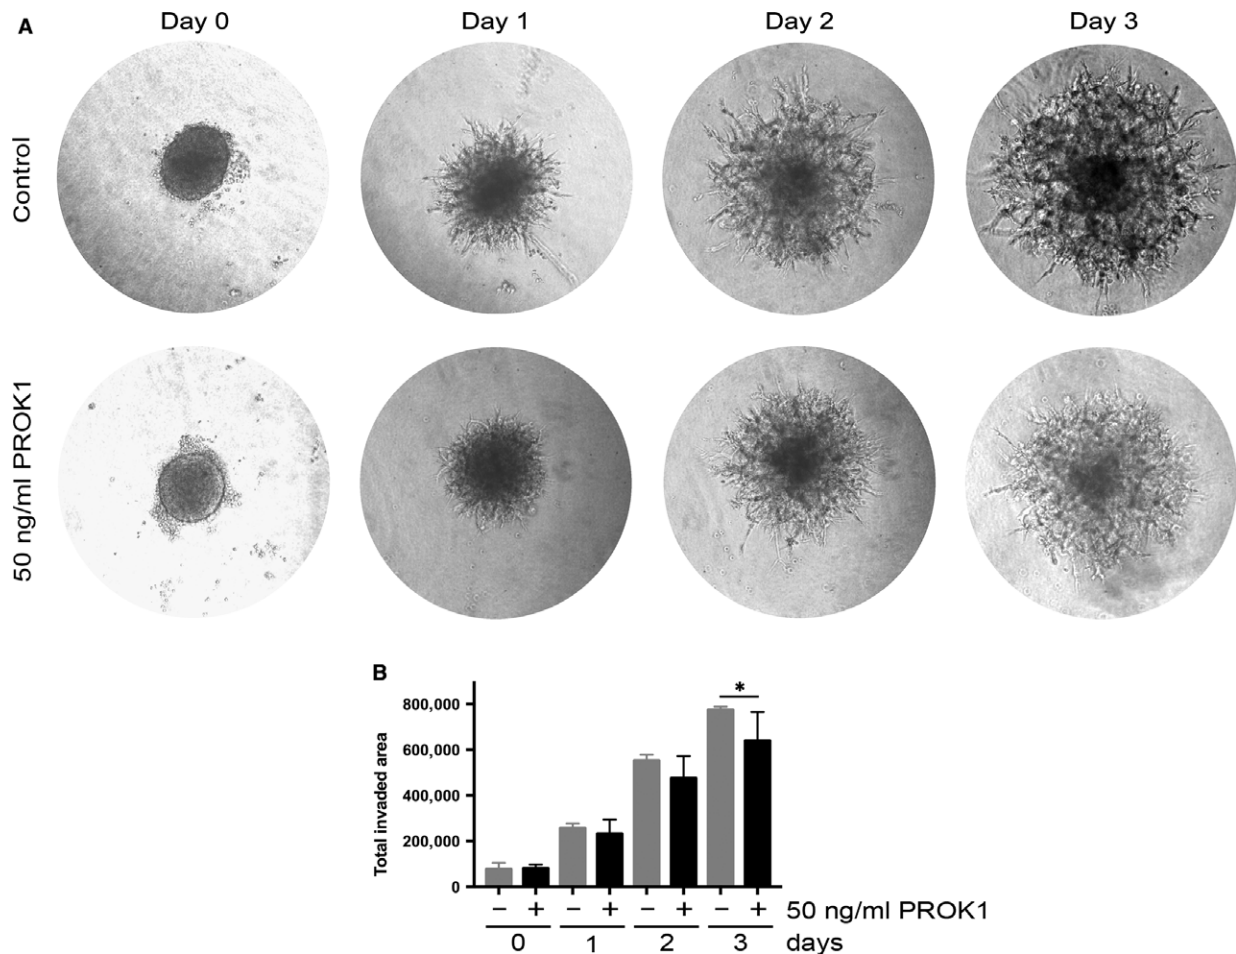 A
Day 0 Day 1 Day 2 Day 3
Control
50 ng/ml PROK1
B
*
Total invaded area
800,000
600,000
400,000
200,000
0
− + − + − + − + 50 ng/ml PROK1
0 1 2 3 days